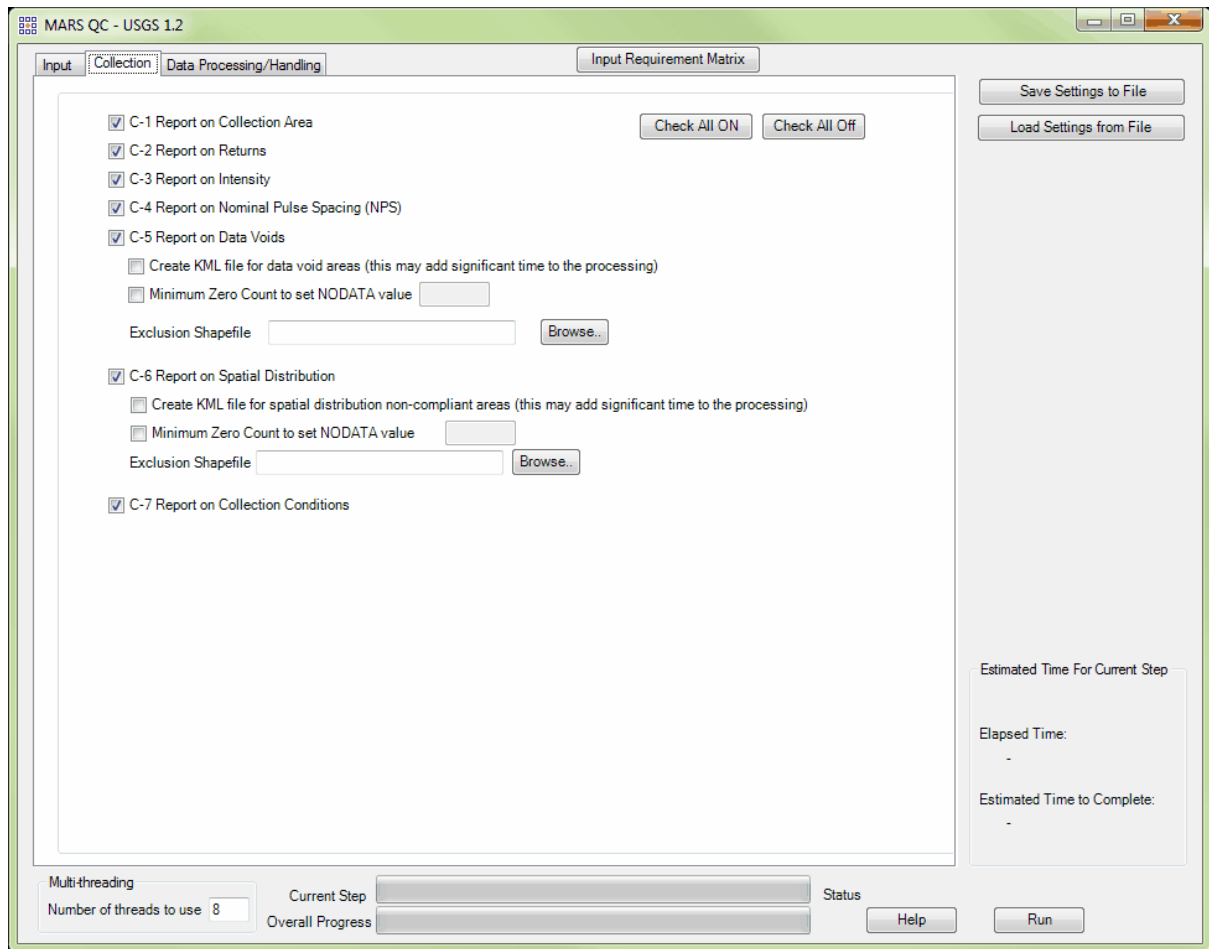 MARS QC - USGS 1.2
Input Collection Data Processing/Handling Input Requirement Matrix
Save Settings to File
Load Settings from File
C-1 Report on Collection Area
Check All ON Check All Off
C-2 Report on Returns
C-3 Report on Intensity
C-4 Report on Nominal Pulse Spacing (NPS)
C-5 Report on Data Voids
Create KML file for data void areas (this may add significant time to the processing)
Minimum Zero Count to set NODATA value
Exclusion Shapefile Browse..
C-6 Report on Spatial Distribution
Create KML file for spatial distribution non-compliant areas (this may add significant time to the processing)
Minimum Zero Count to set NODATA value
Exclusion Shapefile Browse..
C-7 Report on Collection Conditions
Estimated Time For Current Step
Elapsed Time:
-
Estimated Time to Complete:
-
Multi-threading
Number of threads to use 8
Current Step
Overall Progress
Status
Help Run